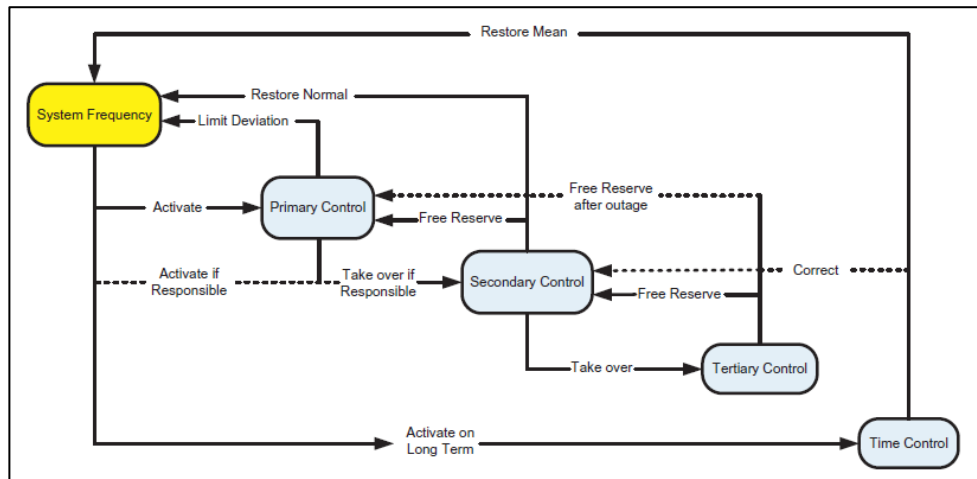 Restore Mean
Restore Normal
System Frequency
Limit Deviation
Free Reserve
after outage
Primary Control
Activate
Free Reserve
Activate if
Responsible
Take over if
Responsible
Secondary Control
Correct
Free Reserve
Take over
Tertiary Control
Activate on
Long Term
Time Control